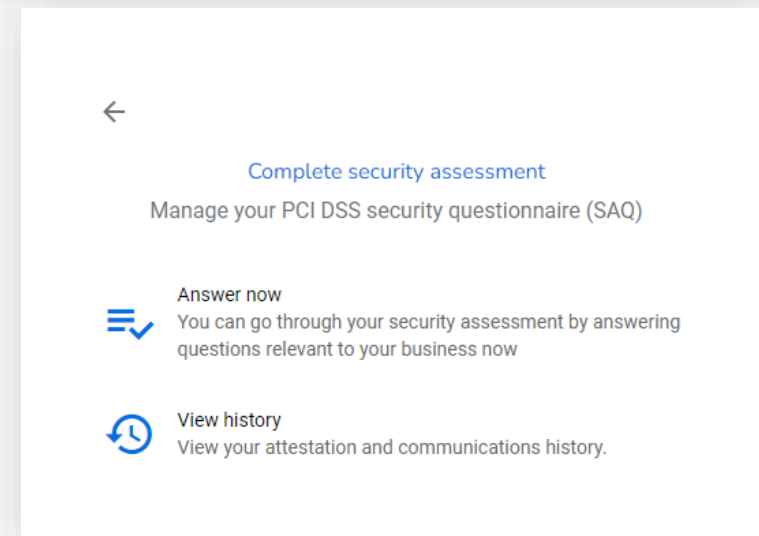 Complete security assessment
Manage your PCI DSS security questionnaire (SAQ)
Answer now
You can go through your security assessment by answering
questions relevant to your business now
View history
View your attestation and communications history.